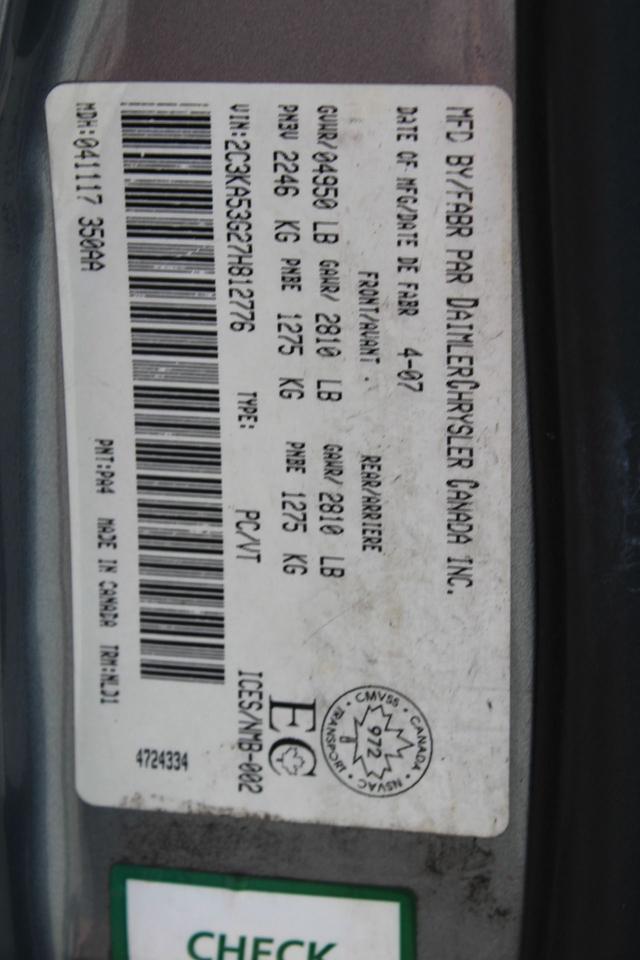 MFD BY/FABR PAR DAIMLERCHRYSLER CANADA INC.
DATE OF MFG/DATE DE FABR 4-07
FRONT/AVANT REAR/ARRIERE
GVWR/04950 LB GAWR/ 2810 LB GAWR/ 2810 LB
PNBV 2246 KG PNBE 1275 KG PNBE 1275 KG
VIN:2C3KA53G27H812776 TYPE: PC/VT ICES/NMB-002
MDH:041117 350AA
PNT:PA4 MADE IN CANADA TRM:WLJ1
4724334
EC
CMVSS • CANADA • NSVAC • TRANSPORT •
972
CHECK